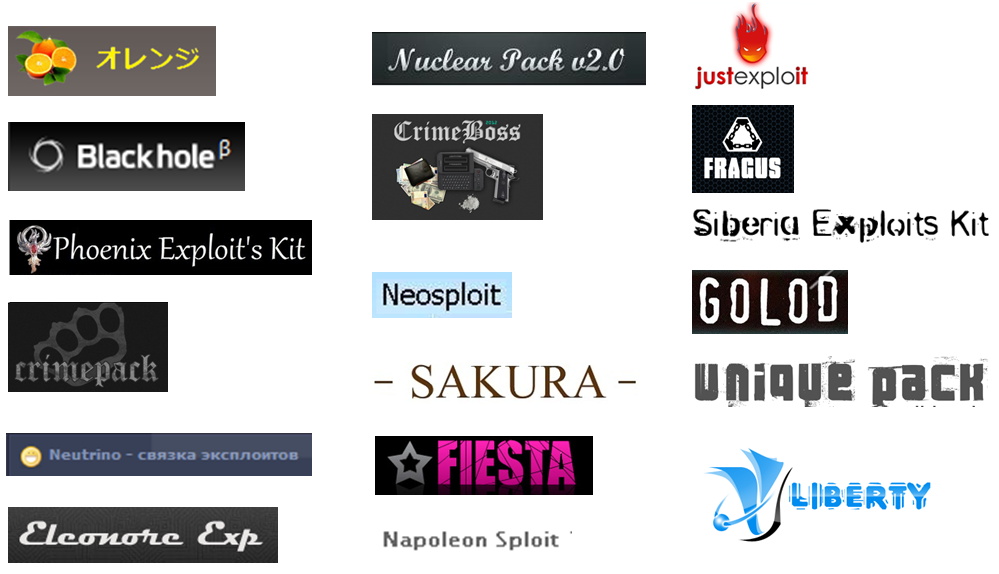 オレンジ
Blackhole β
Phoenix Exploit's Kit
crimepack
Neutrino - связка эксплоитов
Eleonore Exp
Nuclear Pack v2.0
CrimeBoss
Neosploit
- SAKURA -
FIESTA
Napoleon Sploit
justexploit
FRAGUS
Siberia Exploits Kit
GOLOD
unique pack
LIBERTY